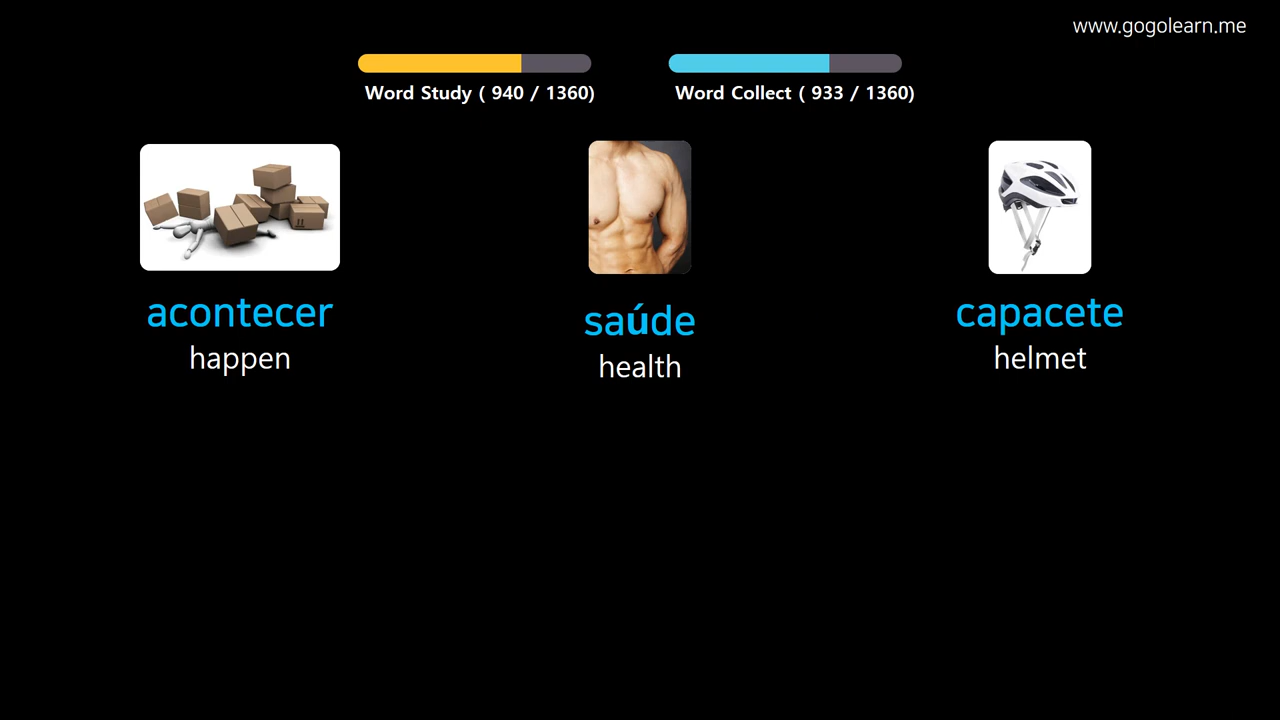 www.gogolearn.me
Word Study ( 940 / 1360)
Word Collect ( 933 / 1360)
acontecer
happen
saúde
health
capacete
helmet